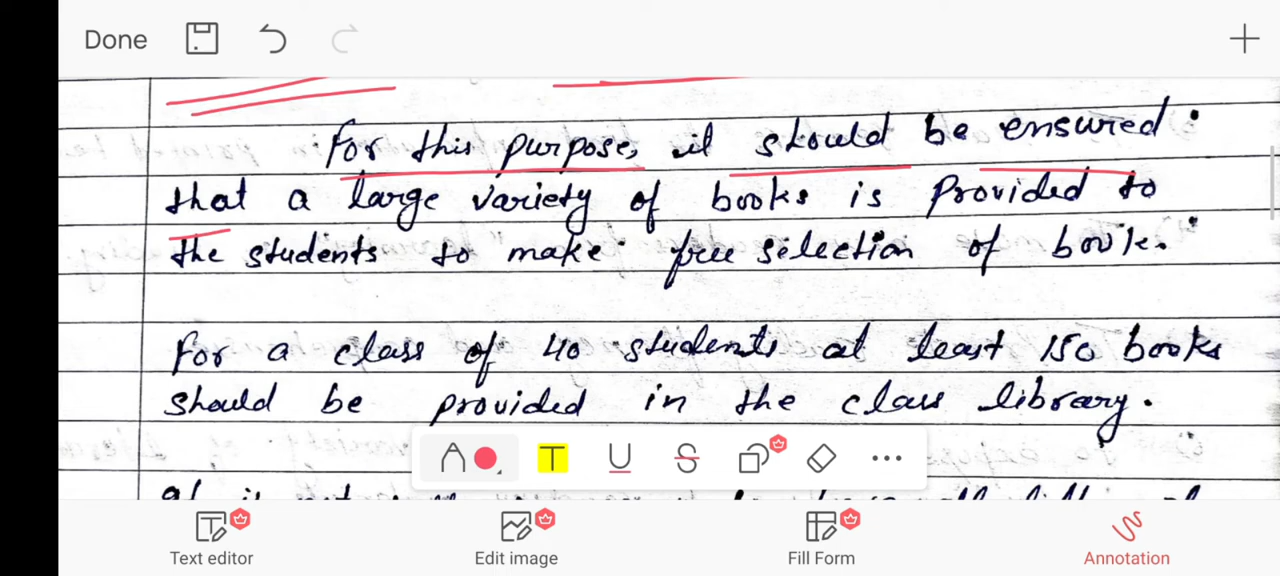 Done
For this purpose, it should be ensured.
that a large variety of books is provided to
the students to make free selection of book.
For a class of 40 students at least 150 books
should be provided in the class library.
T U S
Text editor Edit image Fill Form Annotation